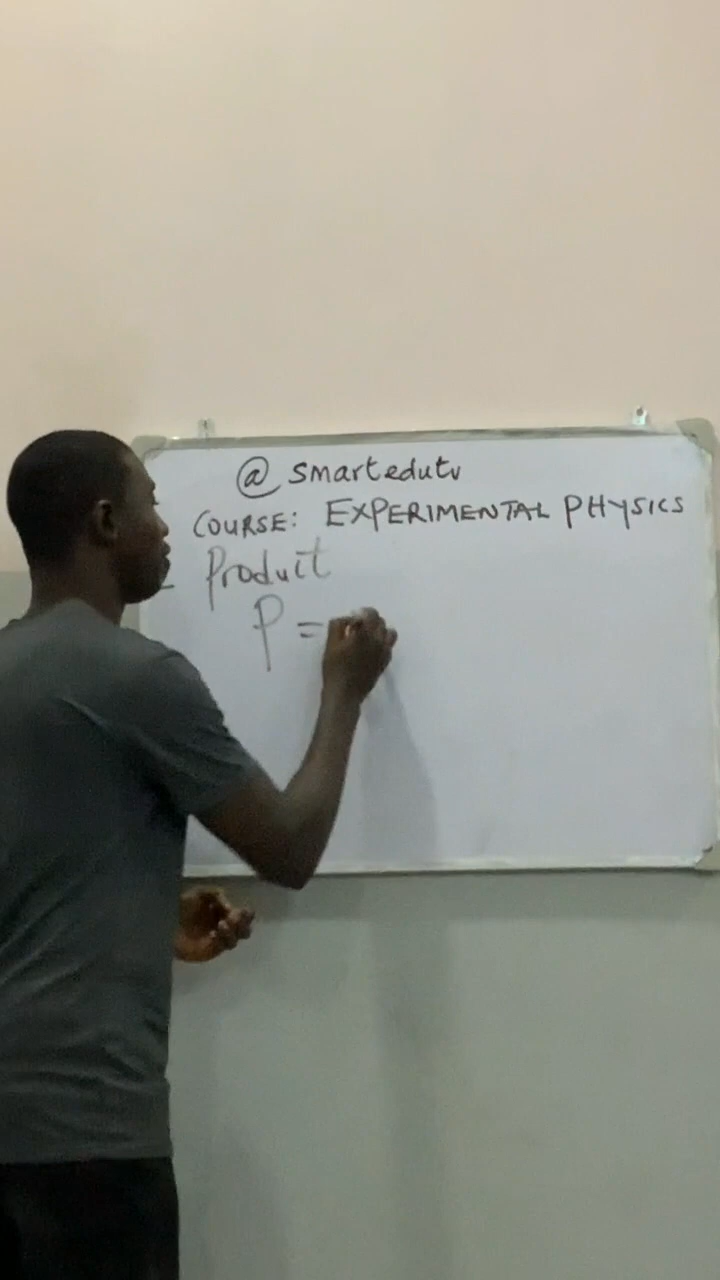 @ smartedutv
COURSE: EXPERIMENTAL PHYSICS
- Product
P =